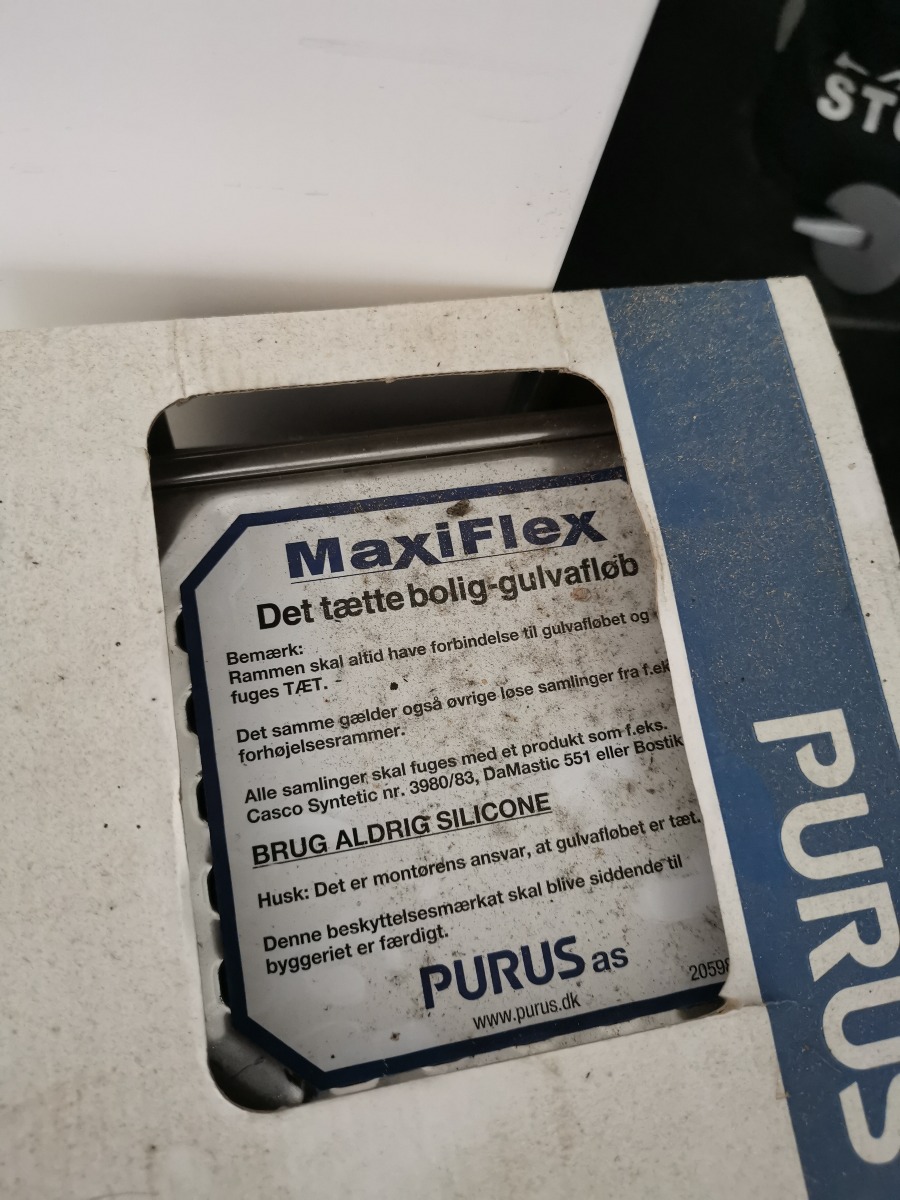 MaxiFlex
Det tætte bolig-gulvafløb
Bemærk:
Rammen skal altid have forbindelse til gulvafløbet og
fuges TÆT.
Det samme gælder også øvrige løse samlinger fra
forhøjelsesrammer.
Alle samlinger skal fuges med et produkt som f.eks.
Casco Syntetic nr. 3980/83, DaMastic 551 eller Bostik
BRUG ALDRIG SILICONE
Husk: Det er montørens ansvar, at gulvafløbet er tæt.
Denne beskyttelsesmærkat skal blive siddende til
byggeriet er færdigt.
PURUS as
www.purus.dk
PURUS